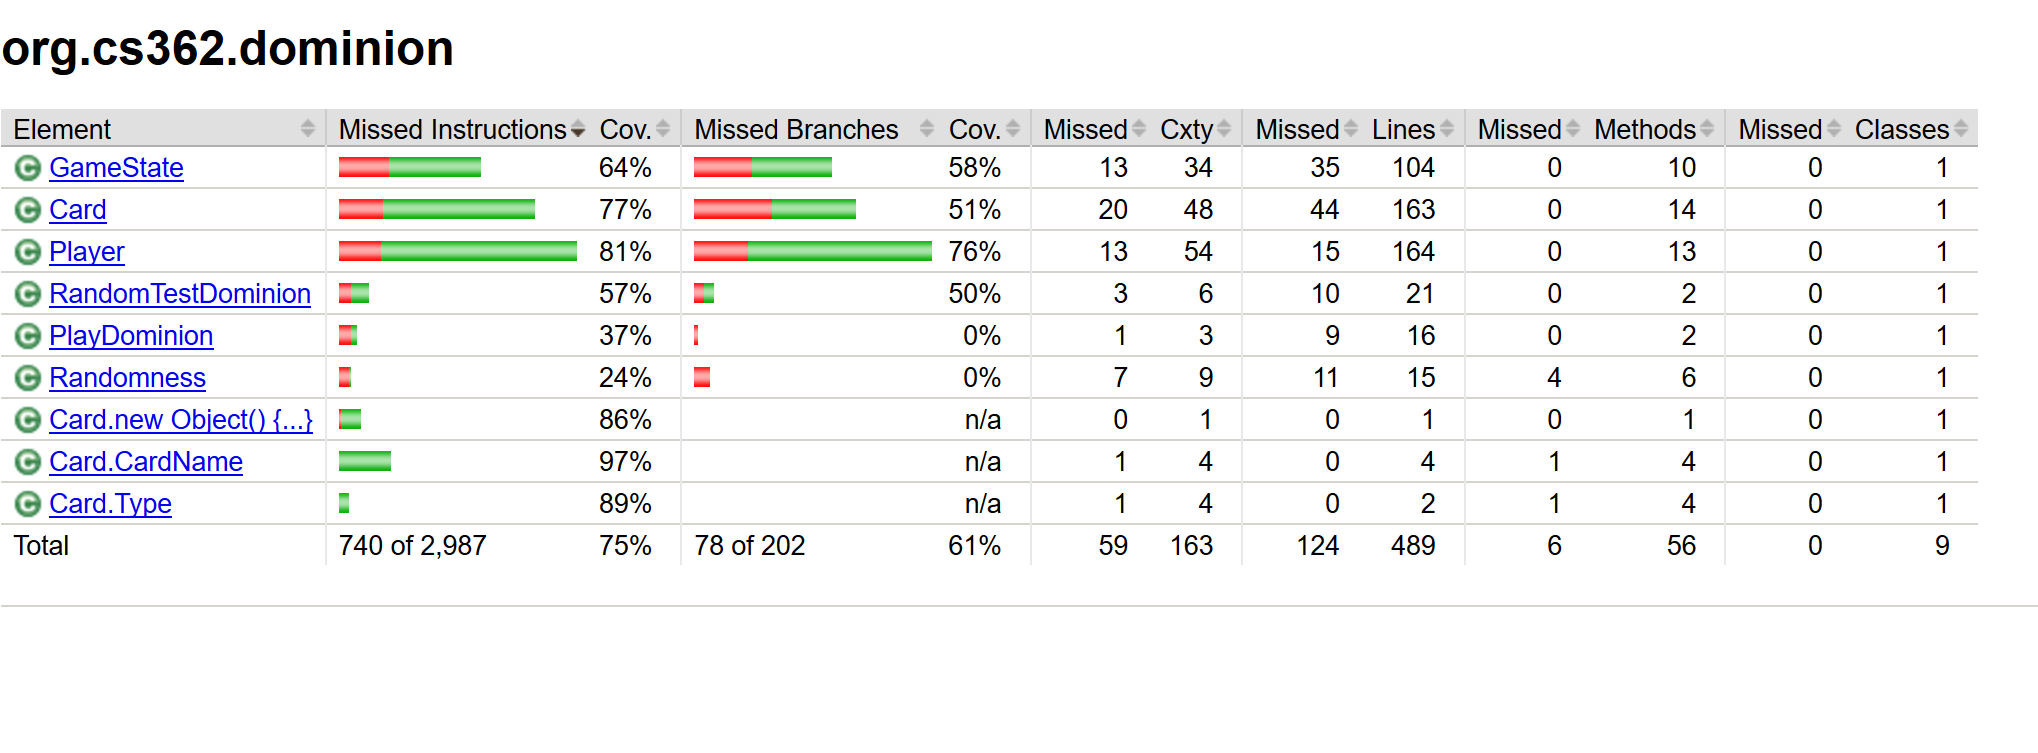 org.cs362.dominion
Element Missed Instructions Cov. Missed Branches Cov. Missed Cxty Missed Lines Missed Methods Missed Classes
C GameState 64% 58% 13 34 35 104 0 10 0 1
C Card 77% 51% 20 48 44 163 0 14 0 1
C Player 81% 76% 13 54 15 164 0 13 0 1
C RandomTestDominion 57% 50% 3 6 10 21 0 2 0 1
C PlayDominion 37% 0% 1 3 9 16 0 2 0 1
C Randomness 24% 0% 7 9 11 15 4 6 0 1
C Card.new Object() {...} 86% n/a 0 1 0 1 0 1 0 1
C Card.CardName 97% n/a 1 4 0 4 1 4 0 1
C Card.Type 89% n/a 1 4 0 2 1 4 0 1
Total 740 of 2,987 75% 78 of 202 61% 59 163 124 489 6 56 0 9